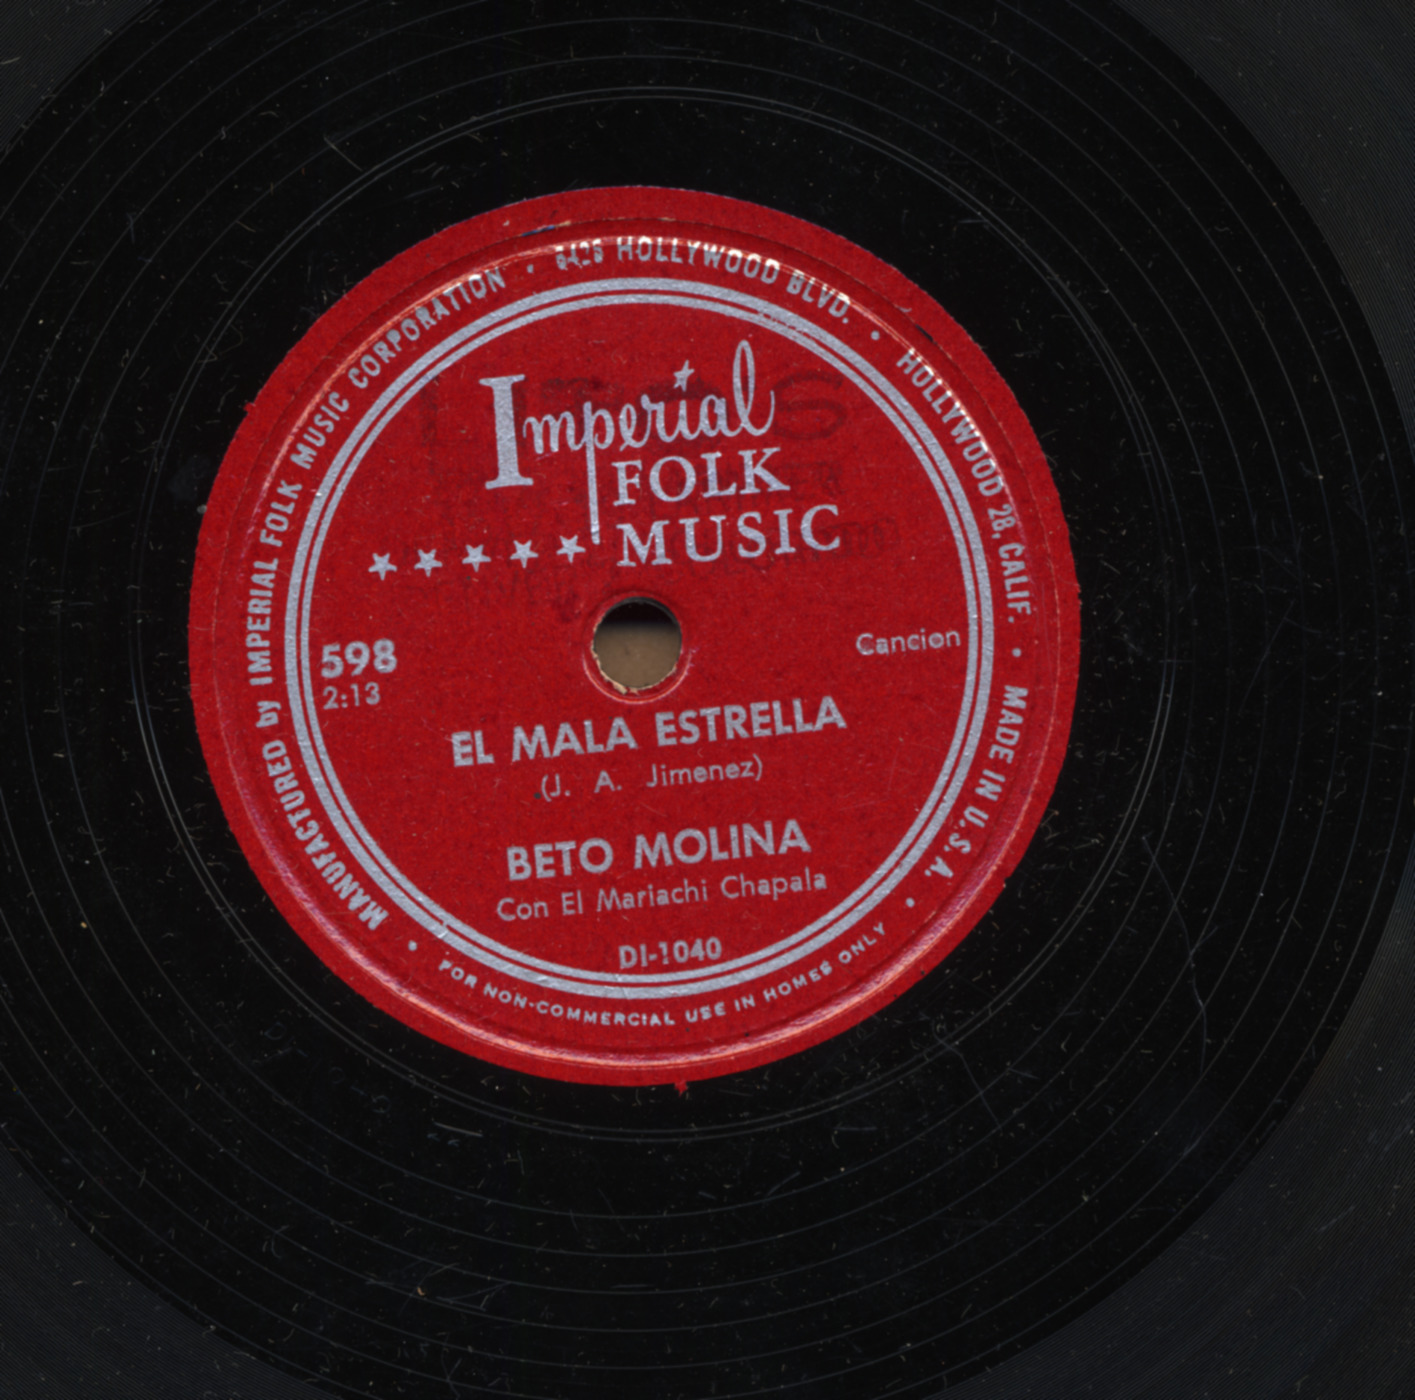 Imperial
FOLK
MUSIC
598
2:13
Cancion
EL MALA ESTRELLA
(J. A. Jimenez)
BETO MOLINA
Con El Mariachi Chapala
DI-1040
MANUFACTURED by IMPERIAL FOLK MUSIC CORPORATION · HOLLYWOOD BLVD. · HOLLYWOOD 28, CALIF. · MADE IN U.S.A. ·
FOR NON-COMMERCIAL USE IN HOMES ONLY